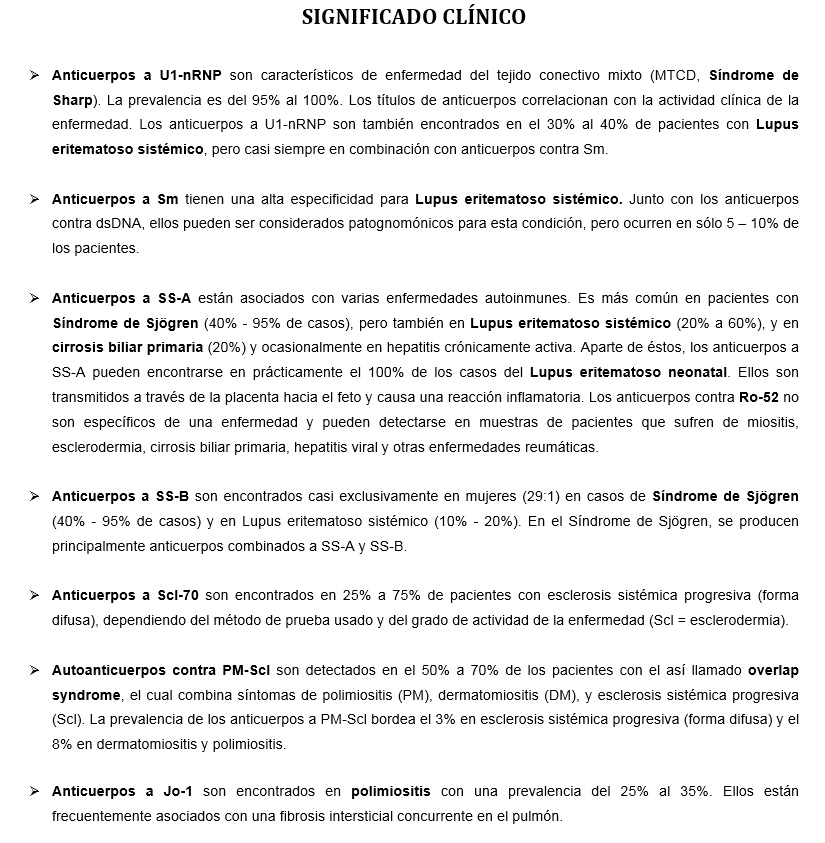 SIGNIFICADO CLÍNICO
➢ Anticuerpos a U1-nRNP son característicos de enfermedad del tejido conectivo mixto (MTCD, Síndrome de
Sharp). La prevalencia es del 95% al 100%. Los títulos de anticuerpos correlacionan con la actividad clínica de la
enfermedad. Los anticuerpos a U1-nRNP son también encontrados en el 30% al 40% de pacientes con Lupus
eritematoso sistémico, pero casi siempre en combinación con anticuerpos contra Sm.
➢ Anticuerpos a Sm tienen una alta especificidad para Lupus eritematoso sistémico. Junto con los anticuerpos
contra dsDNA, ellos pueden ser considerados patognomónicos para esta condición, pero ocurren en sólo 5 – 10% de
los pacientes.
➢ Anticuerpos a SS-A están asociados con varias enfermedades autoinmunes. Es más común en pacientes con
Síndrome de Sjögren (40% - 95% de casos), pero también en Lupus eritematoso sistémico (20% a 60%), y en
cirrosis biliar primaria (20%) y ocasionalmente en hepatitis crónicamente activa. Aparte de éstos, los anticuerpos a
SS-A pueden encontrarse en prácticamente el 100% de los casos del Lupus eritematoso neonatal. Ellos son
transmitidos a través de la placenta hacia el feto y causa una reacción inflamatoria. Los anticuerpos contra Ro-52 no
son específicos de una enfermedad y pueden detectarse en muestras de pacientes que sufren de miositis,
esclerodermia, cirrosis biliar primaria, hepatitis viral y otras enfermedades reumáticas.
➢ Anticuerpos a SS-B son encontrados casi exclusivamente en mujeres (29:1) en casos de Síndrome de Sjögren
(40% - 95% de casos) y en Lupus eritematoso sistémico (10% - 20%). En el Síndrome de Sjögren, se producen
principalmente anticuerpos combinados a SS-A y SS-B.
➢ Anticuerpos a Scl-70 son encontrados en 25% a 75% de pacientes con esclerosis sistémica progresiva (forma
difusa), dependiendo del método de prueba usado y del grado de actividad de la enfermedad (Scl = esclerodermia).
➢ Autoanticuerpos contra PM-Scl son detectados en el 50% a 70% de los pacientes con el así llamado overlap
syndrome, el cual combina síntomas de polimiositis (PM), dermatomiositis (DM), y esclerosis sistémica progresiva
(Scl). La prevalencia de los anticuerpos a PM-Scl bordea el 3% en esclerosis sistémica progresiva (forma difusa) y el
8% en dermatomiositis y polimiositis.
➢ Anticuerpos a Jo-1 son encontrados en polimiositis con una prevalencia del 25% al 35%. Ellos están
frecuentemente asociados con una fibrosis intersticial concurrente en el pulmón.